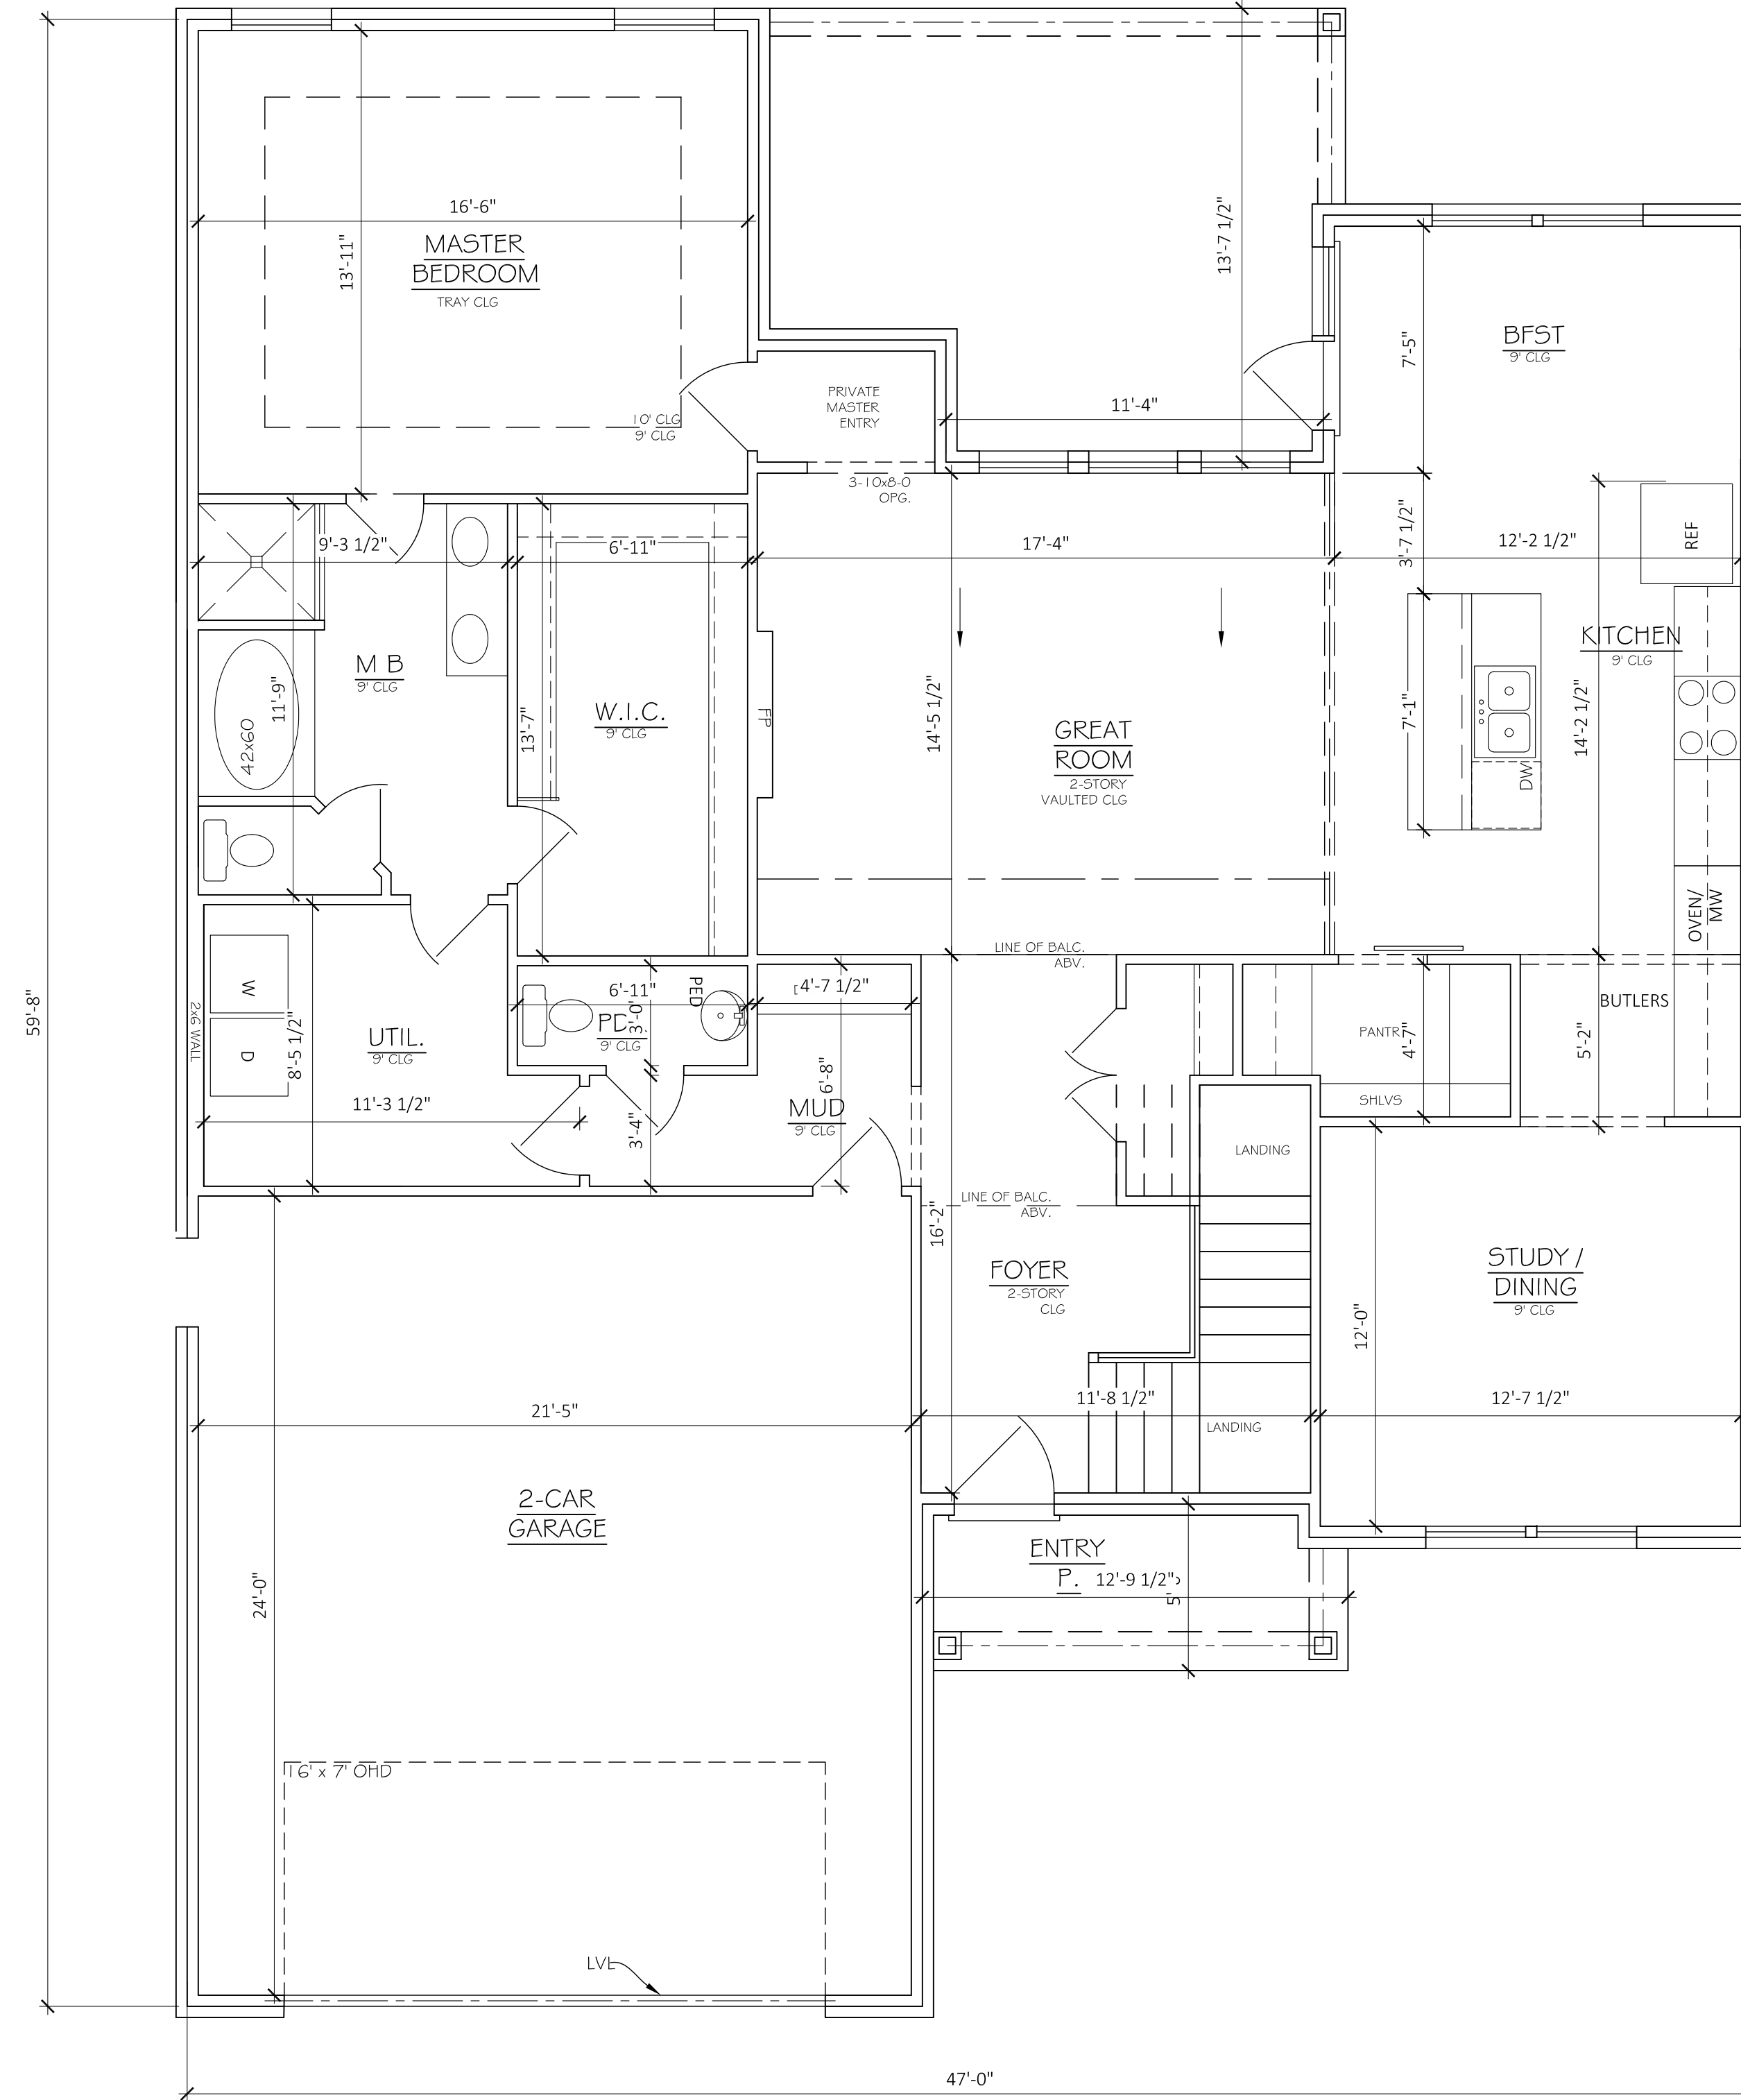 16'-6"
MASTER
BEDROOM
TRAY CLG
13'-11"
13'-7 1/2"
BFST
9' CLG
7'-5"
PRIVATE
MASTER
ENTRY
11'-4"
10' CLG
9' CLG
3-10x8-0
OPG.
9'-3 1/2"
6'-11"
17'-4"
3'-7 1/2"
12'-2 1/2"
REF
KITCHEN
9' CLG
M B
9' CLG
11'-9"
42x60
13'-7"
W.I.C.
9' CLG
FP
14'-5 1/2"
GREAT
ROOM
2-STORY
VAULTED CLG
7'-1"
14'-2 1/2"
DW
OVEN/
MW
LINE OF BALC.
ABV.
59'-8"
W
D
2x6 WALL
8'-5 1/2"
UTIL.
9' CLG
11'-3 1/2"
6'-11"
PED
3'-0"
9' CLG
4'-7 1/2"
6'-8"
3'-4"
MUD
9' CLG
BUTLERS
4'-7"
5'-2"
SHLVS
LANDING
LINE OF BALC.
ABV.
16'-2"
FOYER
2-STORY
CLG
STUDY /
DINING
9' CLG
12'-0"
11'-8 1/2"
12'-7 1/2"
LANDING
21'-5"
2-CAR
GARAGE
24'-0"
ENTRY
P.
12'-9 1/2"
16' x 7' OHD
LVL
47'-0"